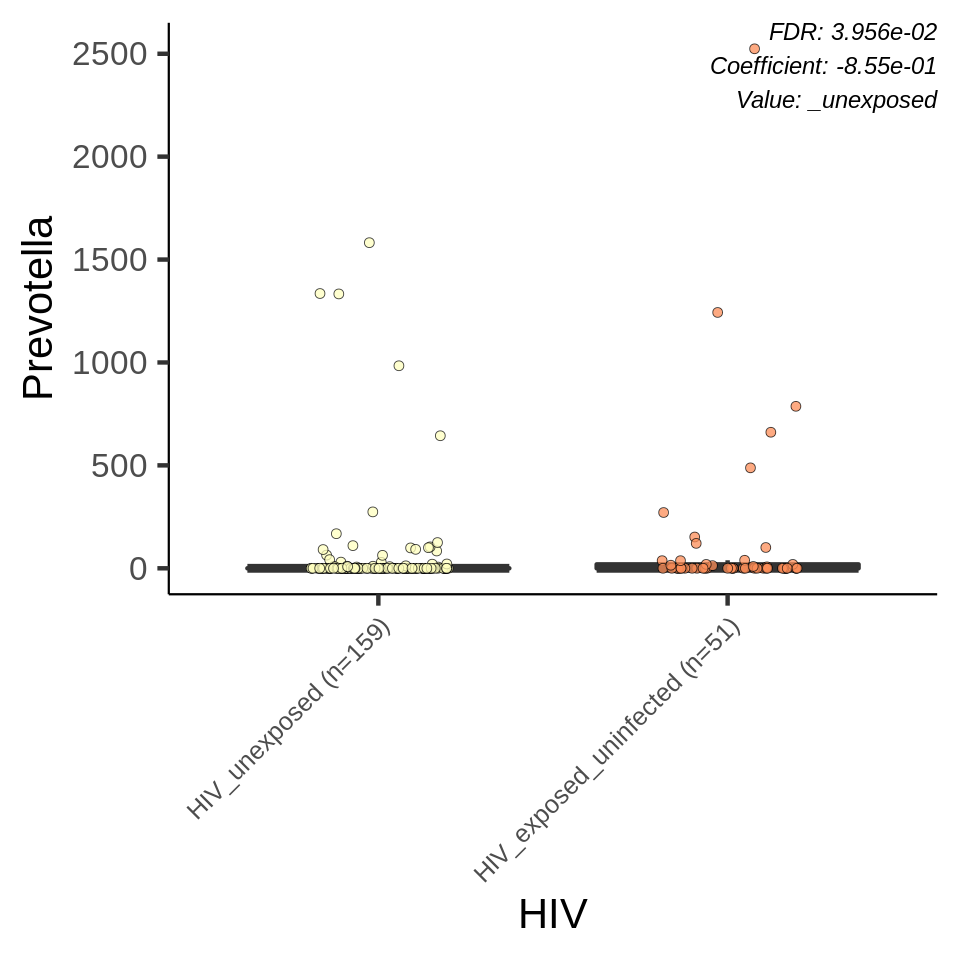 FDR: 3.956e-02
Coefficient: -8.55e-01
Value: _unexposed
Prevotella
2500
2000
1500
1000
500
0
HIV_unexposed (n=159)
HIV_exposed_uninfected (n=51)
HIV